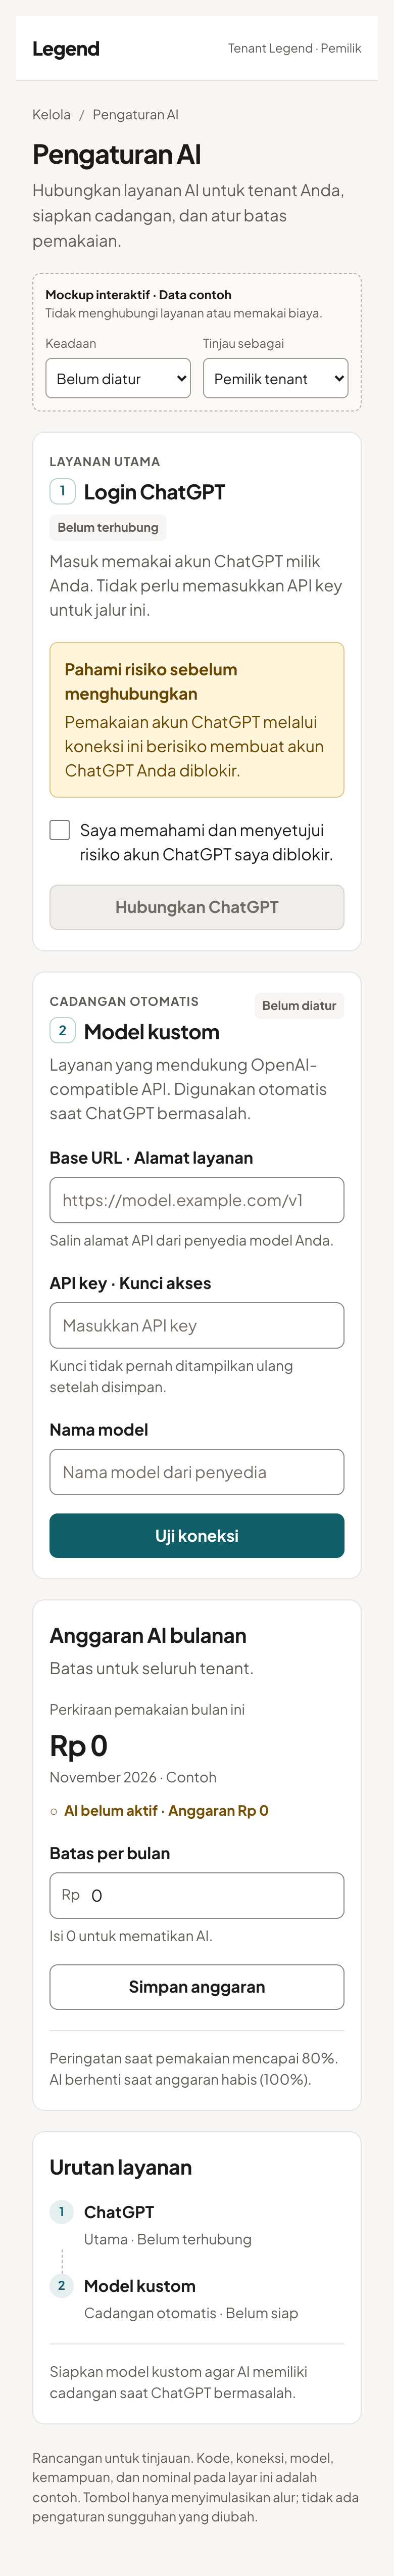 Legend
Tenant Legend · Pemilik
Kelola / Pengaturan AI
Pengaturan AI
Hubungkan layanan AI untuk tenant Anda,
siapkan cadangan, dan atur batas
pemakaian.
Mockup interaktif · Data contoh
Tidak menghubungi layanan atau memakai biaya.
Keadaan
Belum diatur
Tinjau sebagai
Pemilik tenant
LAYANAN UTAMA
1 Login ChatGPT
Belum terhubung
Masuk memakai akun ChatGPT milik
Anda. Tidak perlu memasukkan API key
untuk jalur ini.
Pahami risiko sebelum
menghubungkan
Pemakaian akun ChatGPT melalui
koneksi ini berisiko membuat akun
ChatGPT Anda diblokir.
Saya memahami dan menyetujui
risiko akun ChatGPT saya diblokir.
Hubungkan ChatGPT
CADANGAN OTOMATIS
Belum diatur
2 Model kustom
Layanan yang mendukung OpenAI-
compatible API. Digunakan otomatis
saat ChatGPT bermasalah.
Base URL · Alamat layanan
https://model.example.com/v1
Salin alamat API dari penyedia model Anda.
API key · Kunci akses
Masukkan API key
Kunci tidak pernah ditampilkan ulang
setelah disimpan.
Nama model
Nama model dari penyedia
Uji koneksi
Anggaran AI bulanan
Batas untuk seluruh tenant.
Perkiraan pemakaian bulan ini
Rp 0
November 2026 · Contoh
○ AI belum aktif · Anggaran Rp 0
Batas per bulan
Rp 0
Isi 0 untuk mematikan AI.
Simpan anggaran
Peringatan saat pemakaian mencapai 80%.
AI berhenti saat anggaran habis (100%).
Urutan layanan
1 ChatGPT
Utama · Belum terhubung
2 Model kustom
Cadangan otomatis · Belum siap
Siapkan model kustom agar AI memiliki
cadangan saat ChatGPT bermasalah.
Rancangan untuk tinjauan. Kode, koneksi, model,
kemampuan, dan nominal pada layar ini adalah
contoh. Tombol hanya menyimulasikan alur; tidak ada
pengaturan sungguhan yang diubah.